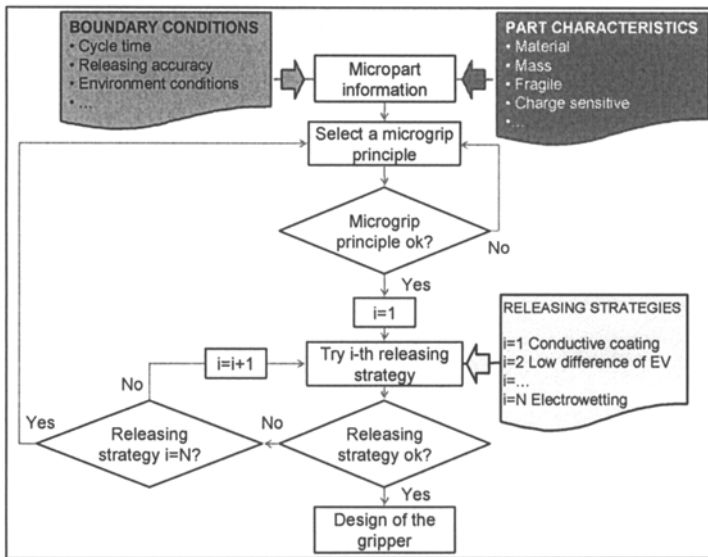 BOUNDARY CONDITIONS
• Cycle time
• Releasing accuracy
• Environment conditions
• ...
PART CHARACTERISTICS
• Material
• Mass
• Fragile
• Charge sensitive
•...
Micropart
information
Select a microgrip
principle
Microgrip
principle ok?
No
Yes
i=1
RELEASING STRATEGIES
i=1 Conductive coating
i=2 Low difference of EV
i=...
i=N Electrowetting
i=i+1
Try i-th releasing
strategy
No
Yes
Releasing
strategy i=N?
No
Releasing
strategy ok?
Yes
Design of the
gripper